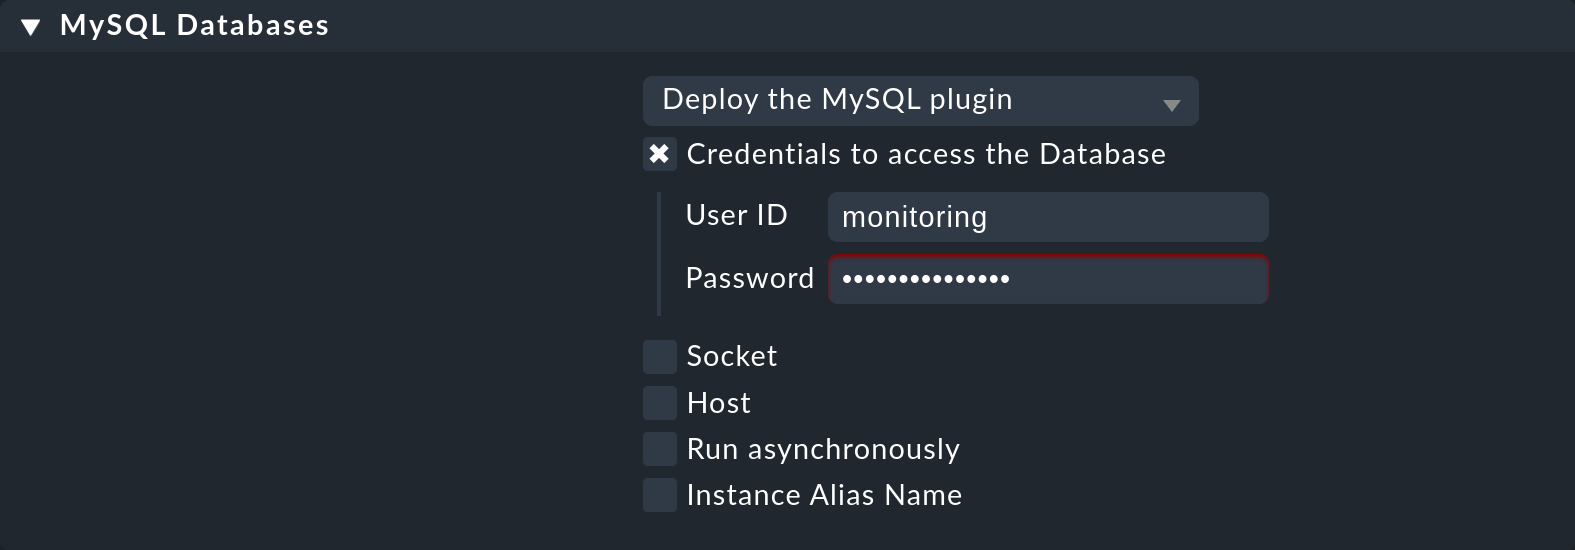 MySQL Databases
Deploy the MySQL plugin
Credentials to access the Database
User ID monitoring
Password •••••••••••••••
Socket
Host
Run asynchronously
Instance Alias Name